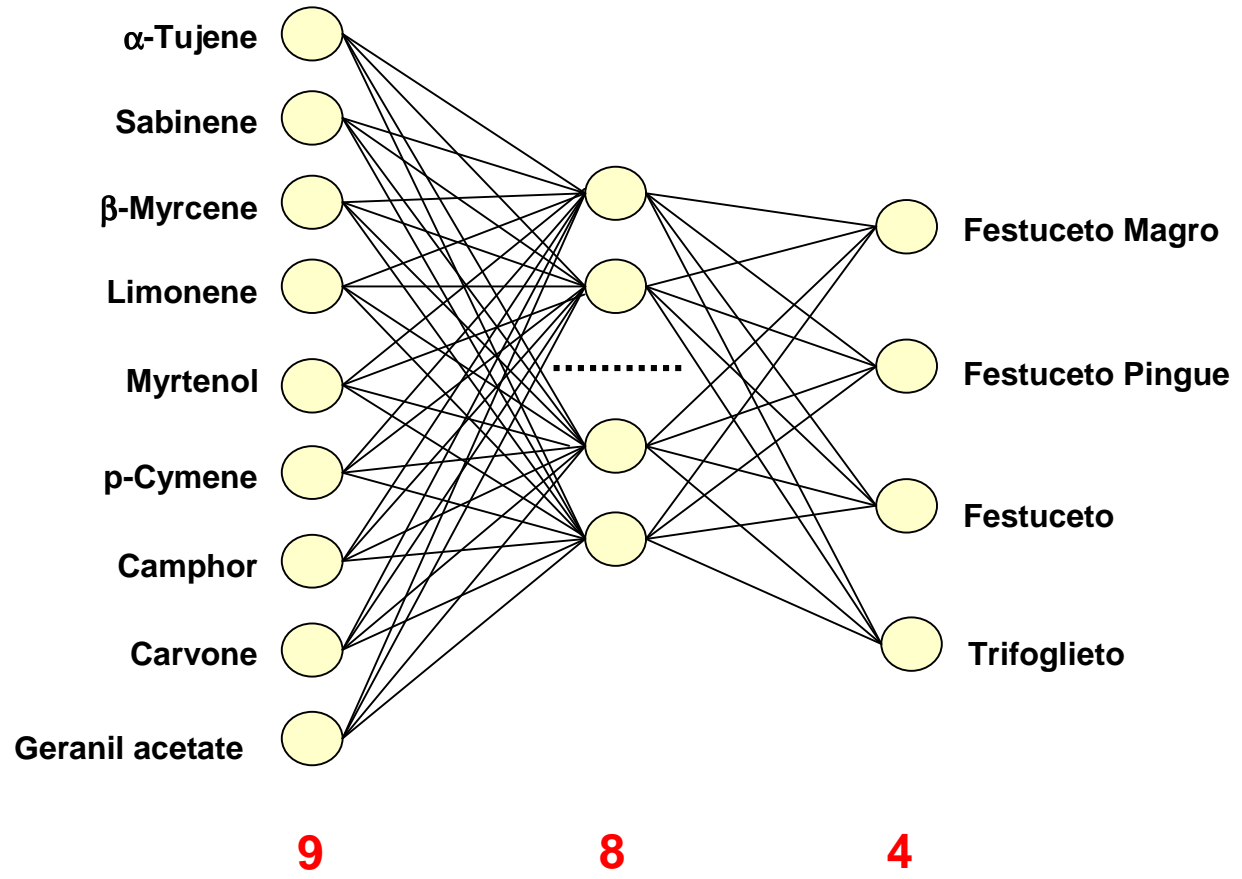 α-Tujene
Sabinene
β-Myrcene
Limonene
Myrtenol
p-Cymene
Camphor
Carvone
Geranil acetate
Festuceto Magro
Festuceto Pingue
Festuceto
Trifoglieto
9 8 4